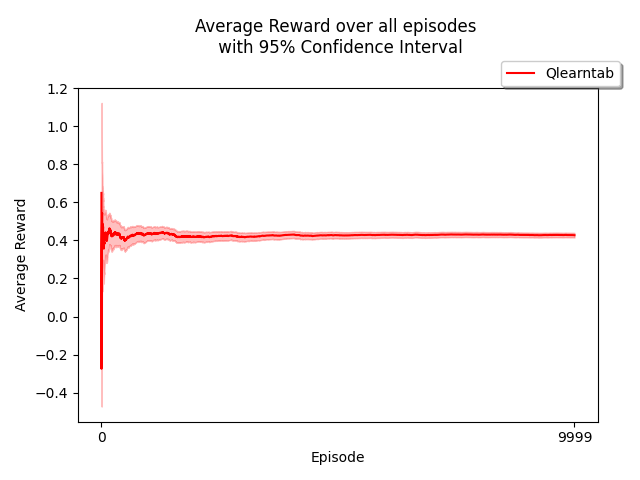 Average Reward over all episodes
with 95% Confidence Interval
Qlearntab
1.2
1.0
0.8
0.6
0.4
0.2
0.0
−0.2
−0.4
Average Reward
0
9999
Episode